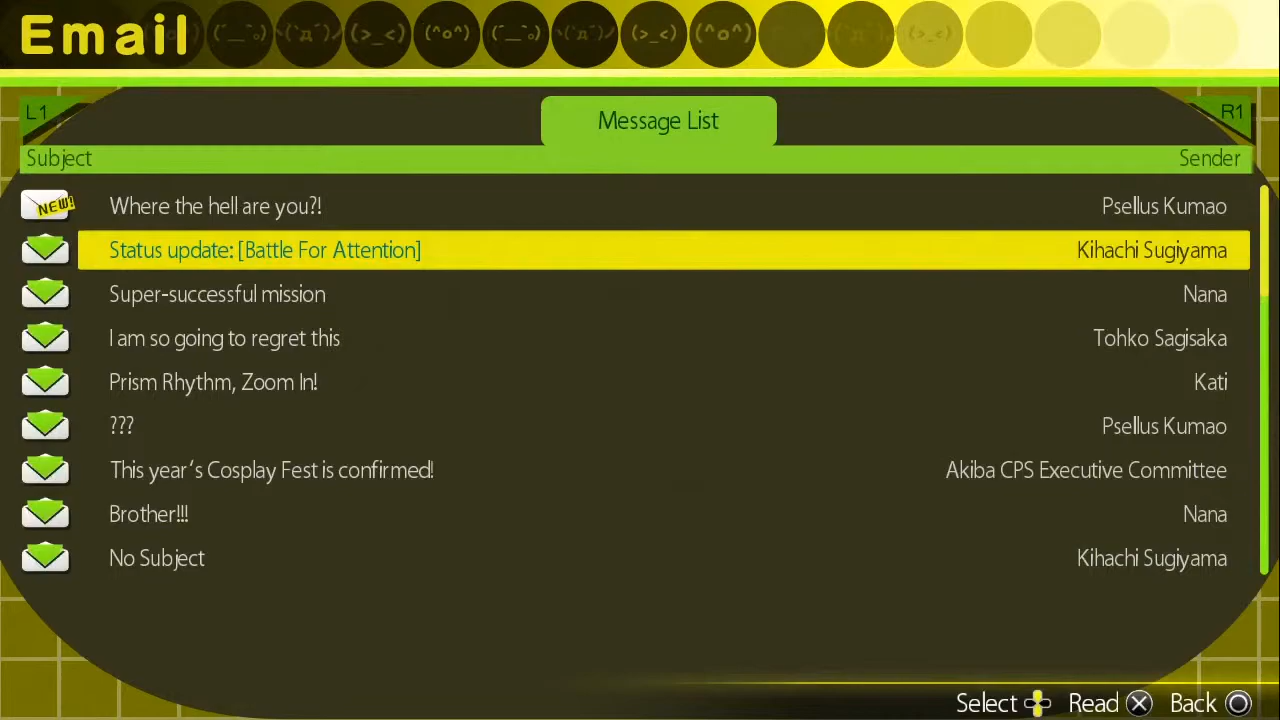 Email
L1
Message List
R1
Subject Sender
NEW! Where the hell are you?! Psellus Kumao
Status update: [Battle For Attention] Kihachi Sugiyama
Super-successful mission Nana
I am so going to regret this Tohko Sagisaka
Prism Rhythm, Zoom In! Kati
??? Psellus Kumao
This year's Cosplay Fest is confirmed! Akiba CPS Executive Committee
Brother!!! Nana
No Subject Kihachi Sugiyama
Select Read Back